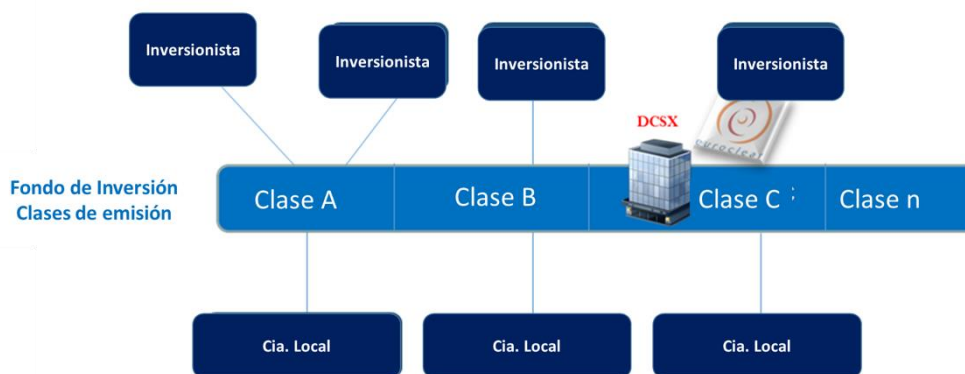 Inversionista
Inversionista
Inversionista
Inversionista
DCSX
Fondo de Inversión
Clases de emisión
Clase A
Clase B
Clase C
Clase n
Cia. Local
Cia. Local
Cia. Local